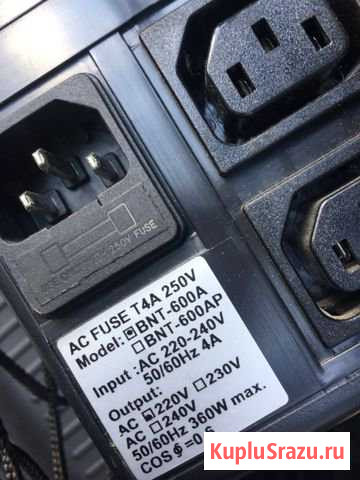 250V FUSE
AC FUSE T4A 250V
Model: ☑BNT-600A
☐BNT-600AP
Input : AC 220-240V
50/60Hz 4A
Output:
AC ☑220V ☐230V
AC ☐240V
50/60Hz 360W max.
COS ϕ=0.6
KupluSrazu.ru